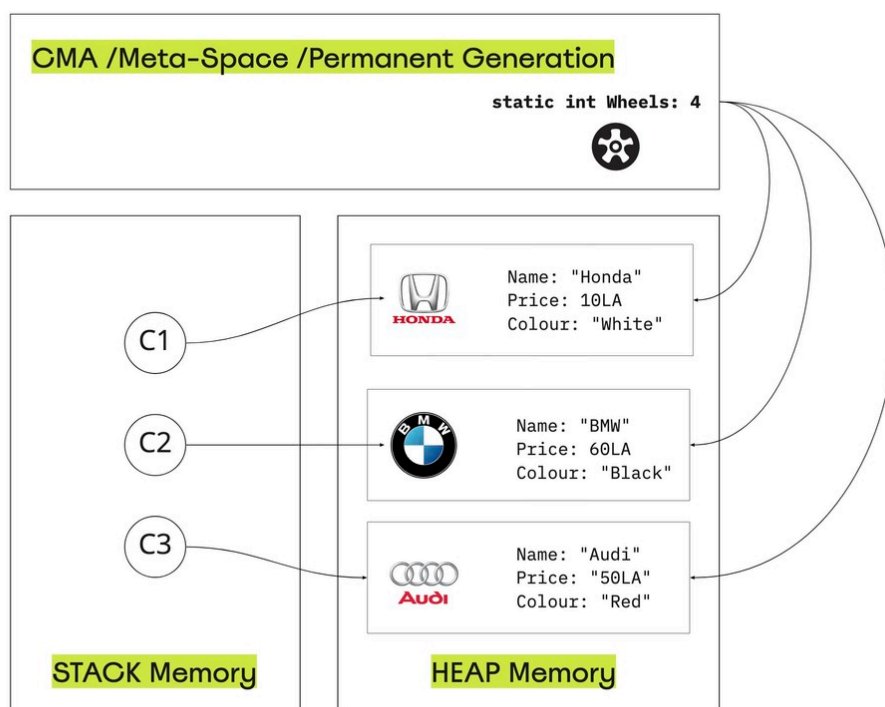 CMA /Meta-Space /Permanent Generation
static int Wheels: 4
HONDA
Name: "Honda"
Price: 10LA
Colour: "White"
C1
BMW
Name: "BMW"
Price: 60LA
Colour: "Black"
C2
Audi
Name: "Audi"
Price: "50LA"
Colour: "Red"
C3
STACK Memory
HEAP Memory